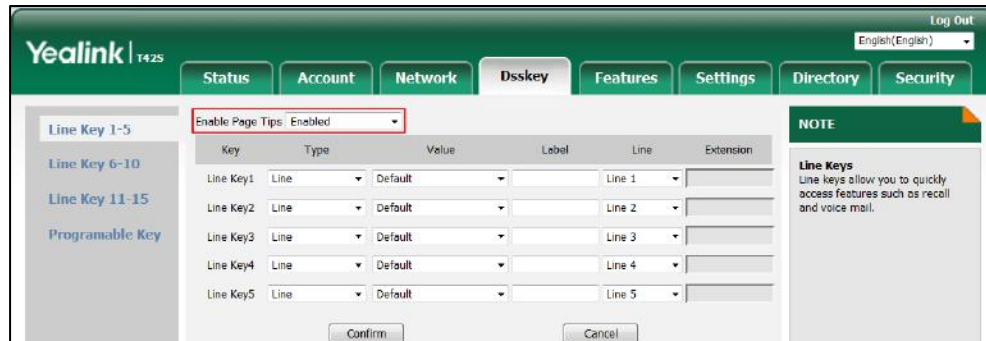 Log Out
Yealink T42S
English(English)
Status Account Network Dsskey Features Settings Directory Security
Line Key 1-5
Line Key 6-10
Line Key 11-15
Programable Key
Enable Page Tips Enabled
Key Type Value Label Line Extension
Line Key1 Line Default Line 1
Line Key2 Line Default Line 2
Line Key3 Line Default Line 3
Line Key4 Line Default Line 4
Line Key5 Line Default Line 5
Confirm Cancel
NOTE
Line Keys
Line keys allow you to quickly
access features such as recall
and voice mail.